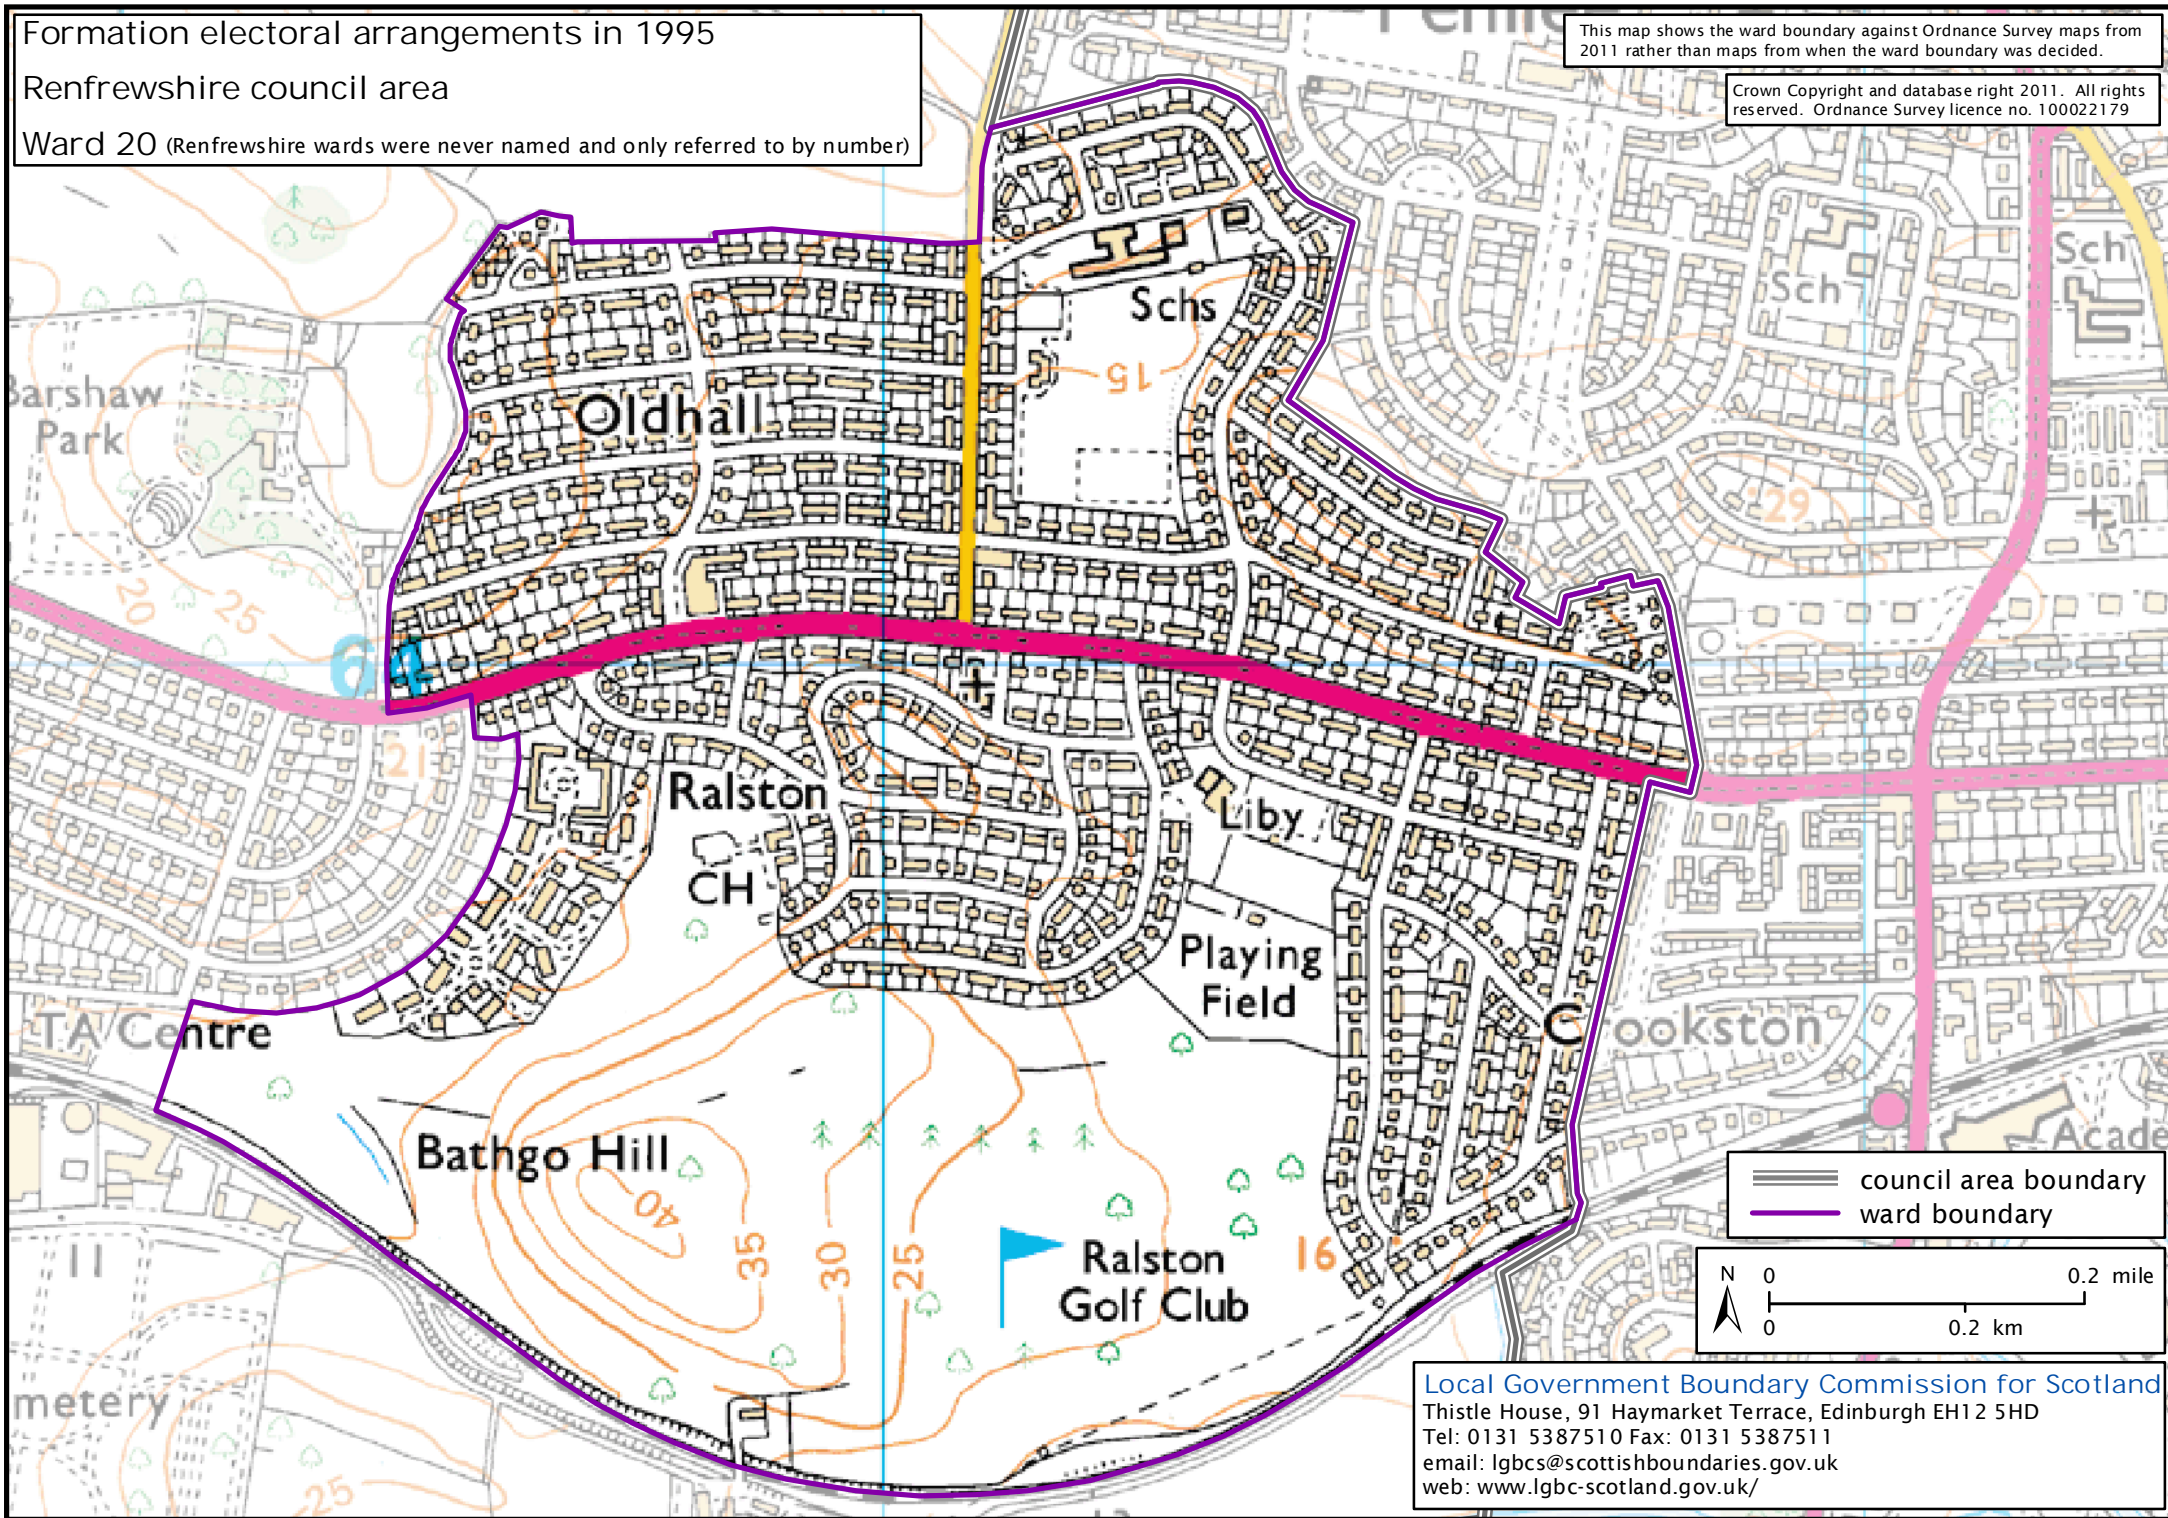 Formation electoral arrangements in 1995
Renfrewshire council area
Ward 20 (Renfrewshire wards were never named and only referred to by number)
This map shows the ward boundary against Ordnance Survey maps from
2011 rather than maps from when the ward boundary was decided.
Crown Copyright and database right 2011. All rights
reserved. Ordnance Survey licence no. 100022179
Sch
Sch
Schs
15
Barshaw
Park
Oldhall
29
20
25
64
21
Ralston
Liby
CH
Playing
Field
TA Centre
Crookston
Bathgo Hill
Acade
40
35
30
25
Ralston
Golf Club
16
11
metery
25
council area boundary
ward boundary
N
0
0.2 mile
0
0.2 km
Local Government Boundary Commission for Scotland
Thistle House, 91 Haymarket Terrace, Edinburgh EH12 5HD
Tel: 0131 5387510 Fax: 0131 5387511
email: lgbcs@scottishboundaries.gov.uk
web: www.lgbc-scotland.gov.uk/